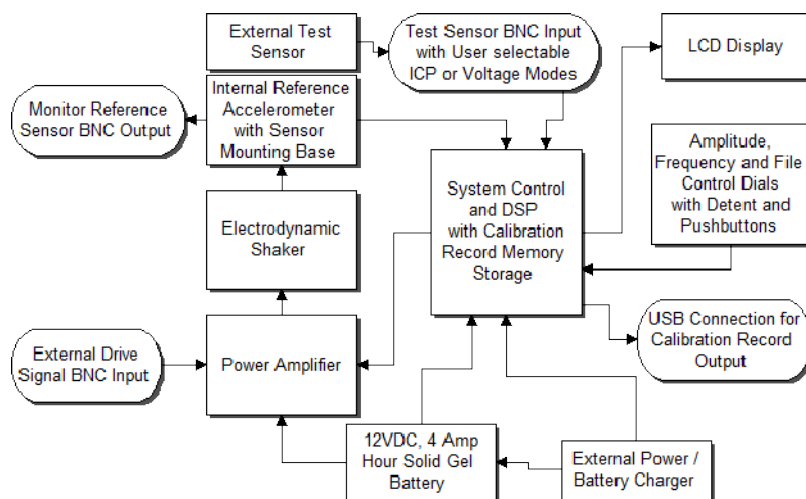 External Test
Sensor
Test Sensor BNC Input
with User selectable
ICP or Voltage Modes
LCD Display
Monitor Reference
Sensor BNC Output
Internal Reference
Accelerometer
with Sensor
Mounting Base
Amplitude,
Frequency and File
Control Dials
with Detent and
Pushbuttons
System Control
and DSP
with Calibration
Record Memory
Storage
Electrodynamic
Shaker
External Drive
Signal BNC Input
Power Amplifier
USB Connection for
Calibration Record
Output
12VDC, 4 Amp
Hour Solid Gel
Battery
External Power /
Battery Charger